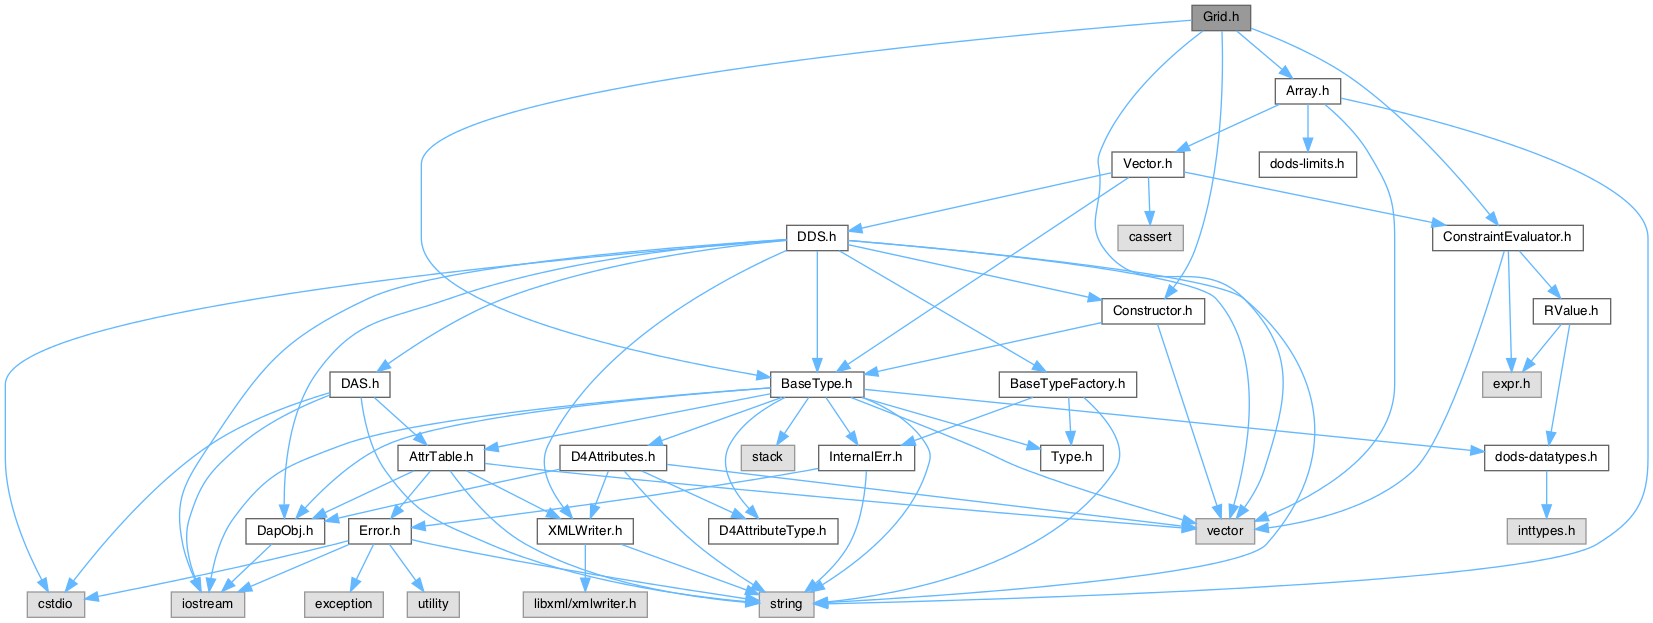 Grid.h
Array.h
Vector.h
dods-limits.h
DDS.h
cassert
ConstraintEvaluator.h
Constructor.h
RValue.h
DAS.h
BaseType.h
BaseTypeFactory.h
expr.h
AttrTable.h
D4Attributes.h
stack
InternalErr.h
Type.h
dods-datatypes.h
DapObj.h
Error.h
XMLWriter.h
D4AttributeType.h
vector
inttypes.h
cstdio
iostream
exception
utility
libxml/xmlwriter.h
string